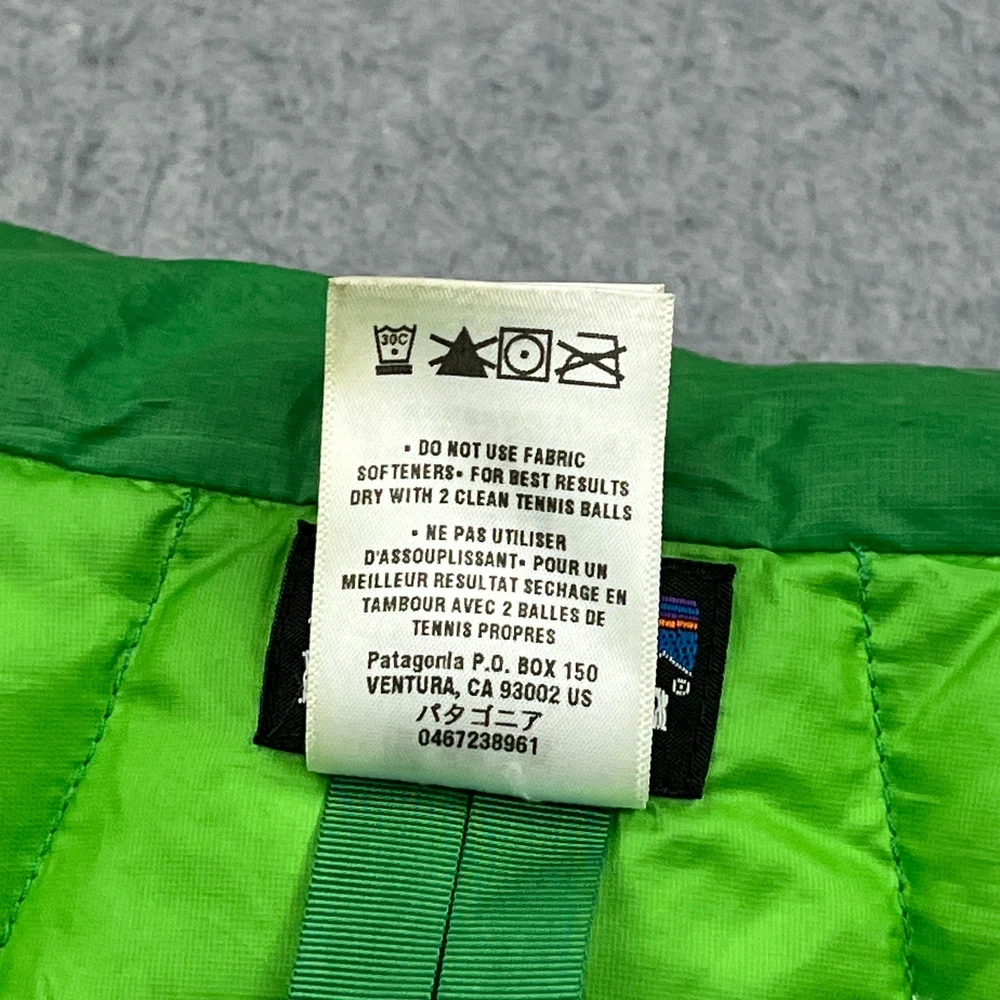 30C
• DO NOT USE FABRIC
SOFTENERS• FOR BEST RESULTS
DRY WITH 2 CLEAN TENNIS BALLS
• NE PAS UTILISER
D'ASSOUPLISSANT• POUR UN
MEILLEUR RESULTAT SECHAGE EN
TAMBOUR AVEC 2 BALLES DE
TENNIS PROPRES
Patagonia P.O. BOX 150
VENTURA, CA 93002 US
パタゴニア
0467238961